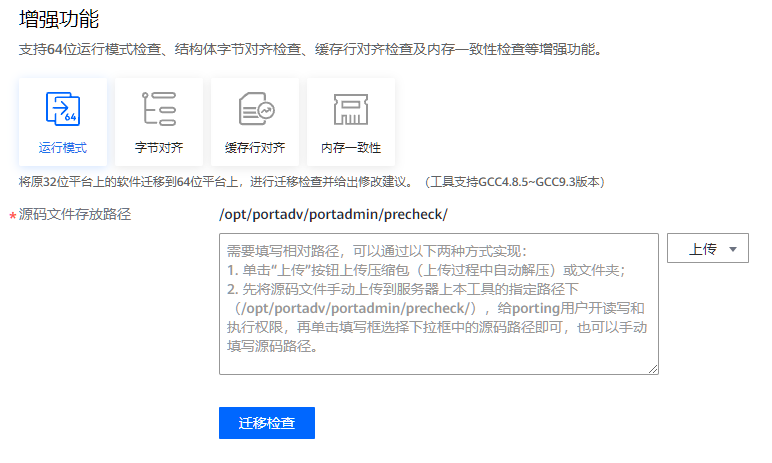 增强功能
支持64位运行模式检查、结构体字节对齐检查、缓存行对齐检查及内存一致性检查等增强功能。
64
运行模式
字节对齐
缓存行对齐
内存一致性
将原32位平台上的软件迁移到64位平台上，进行迁移检查并给出修改建议。（工具支持GCC4.8.5~GCC9.3版本）
*源码文件存放路径
/opt/portadv/portadmin/precheck/
需要填写相对路径，可以通过以下两种方式实现：
1. 单击“上传”按钮上传压缩包（上传过程中自动解压）或文件夹；
2. 先将源码文件手动上传到服务器上本工具的指定路径下
（/opt/portadv/portadmin/precheck/），给porting用户开读写和
执行权限，再单击填写框选择下拉框中的源码路径即可，也可以手动
填写源码路径。
上传
迁移检查